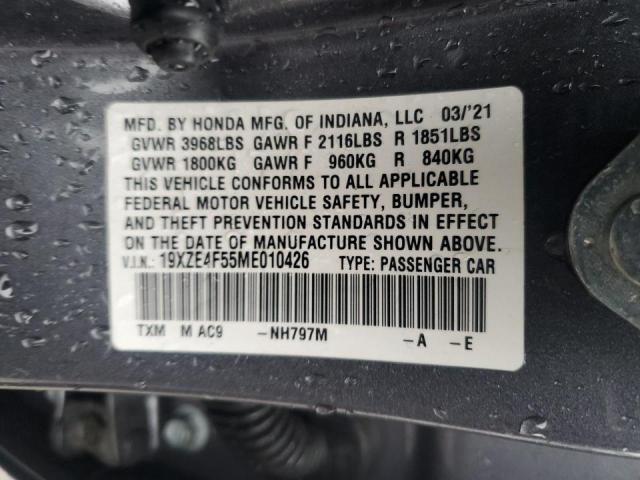 MFD. BY HONDA MFG. OF INDIANA, LLC 03/'21
GVWR 3968LBS GAWR F 2116LBS R 1851LBS
GVWR 1800KG GAWR F 960KG R 840KG
THIS VEHICLE CONFORMS TO ALL APPLICABLE
FEDERAL MOTOR VEHICLE SAFETY, BUMPER,
AND THEFT PREVENTION STANDARDS IN EFFECT
ON THE DATE OF MANUFACTURE SHOWN ABOVE.
V.I.N.: 19XZE4F55ME010426 TYPE: PASSENGER CAR
TXM M AC9 -NH797M -A -E